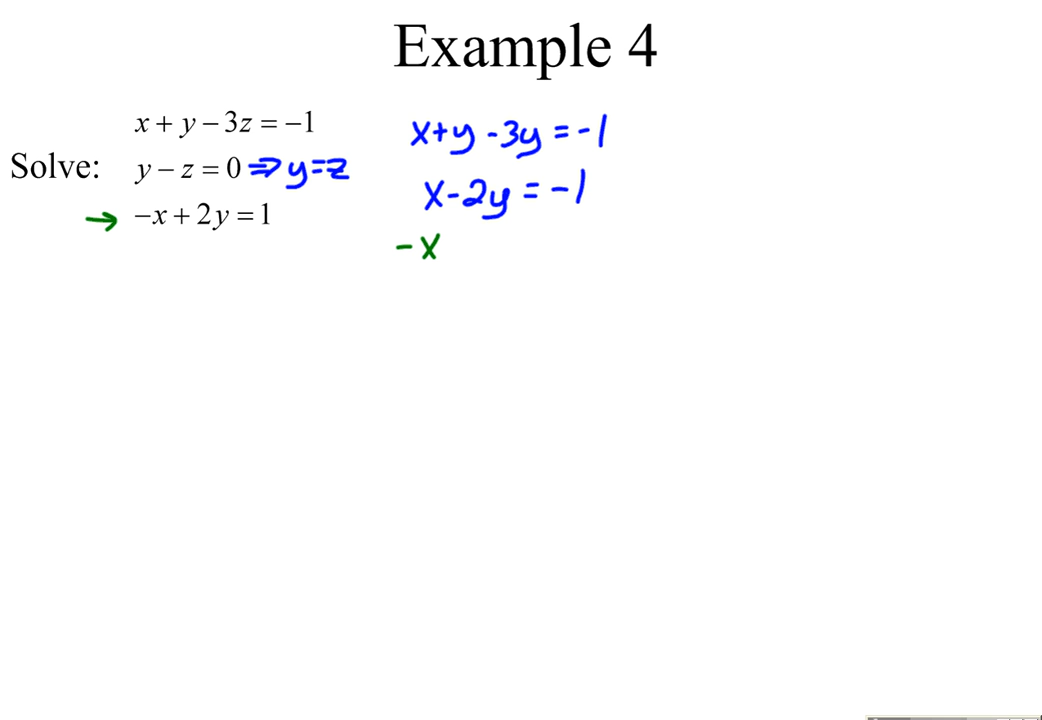 Example 4
x + y − 3z = −1
Solve: y − z = 0 ⇒ y=z
→ −x + 2y = 1
x+y -3y = -1
x-2y = -1
-x